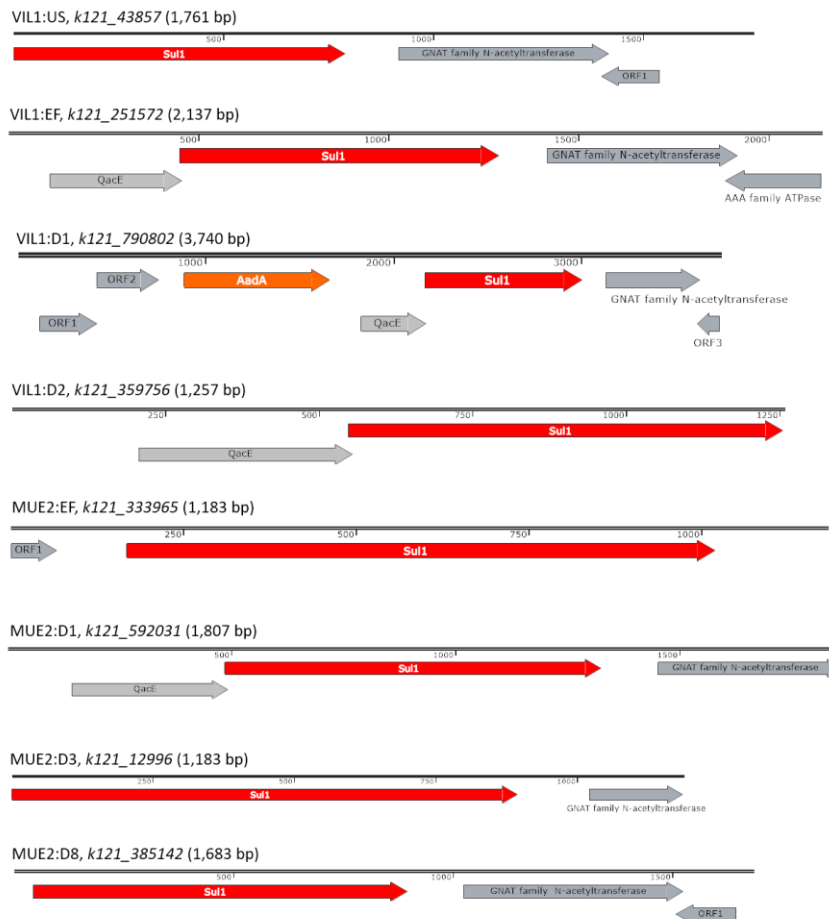 VIL1:US, k121_43857 (1,761 bp)
500 1000 1500
Sul1 GNAT family N-acetyltransferase
ORF1
VIL1:EF, k121_251572 (2,137 bp)
500 1000 1500 2000
Sul1 GNAT family N-acetyltransferase
QacE
AAA family ATPase
VIL1:D1, k121_790802 (3,740 bp)
1000 2000 3000
ORF2 AadA Sul1
GNAT family N-acetyltransferase
ORF1 QacE
ORF3
VIL1:D2, k121_359756 (1,257 bp)
250 500 750 1000 1250
Sul1
QacE
MUE2:EF, k121_333965 (1,183 bp)
250 500 750 1000
ORF1 Sul1
MUE2:D1, k121_592031 (1,807 bp)
500 1000 1500
Sul1 GNAT family N-acetyltransferase
QacE
MUE2:D3, k121_12996 (1,183 bp)
250 500 750 1000
Sul1
GNAT family N-acetyltransferase
MUE2:D8, k121_385142 (1,683 bp)
500 1000 1500
Sul1 GNAT family N-acetyltransferase
ORF1